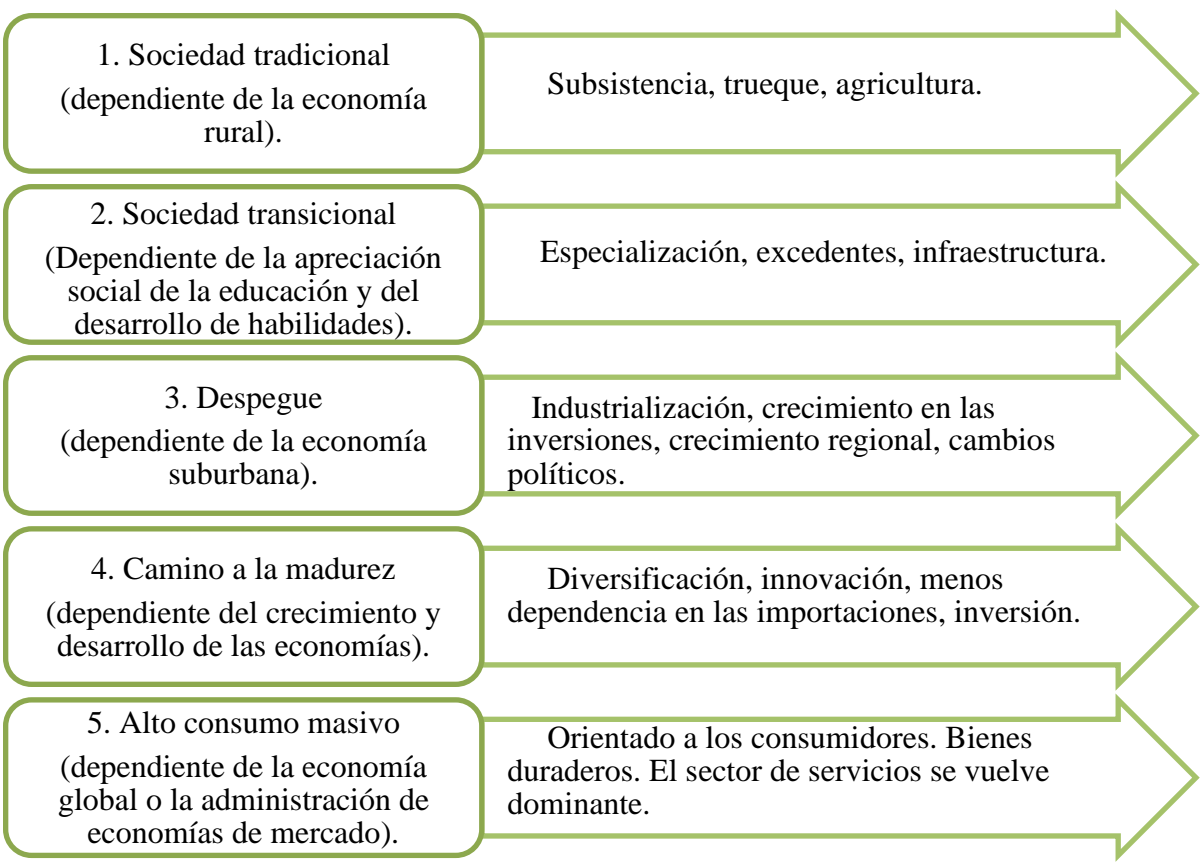 1. Sociedad tradicional
(dependiente de la economía
rural).
Subsistencia, trueque, agricultura.
2. Sociedad transicional
(Dependiente de la apreciación
social de la educación y del
desarrollo de habilidades).
Especialización, excedentes, infraestructura.
3. Despegue
(dependiente de la economía
suburbana).
Industrialización, crecimiento en las
inversiones, crecimiento regional, cambios
políticos.
4. Camino a la madurez
(dependiente del crecimiento y
desarrollo de las economías).
Diversificación, innovación, menos
dependencia en las importaciones, inversión.
5. Alto consumo masivo
(dependiente de la economía
global o la administración de
economías de mercado).
Orientado a los consumidores. Bienes
duraderos. El sector de servicios se vuelve
dominante.